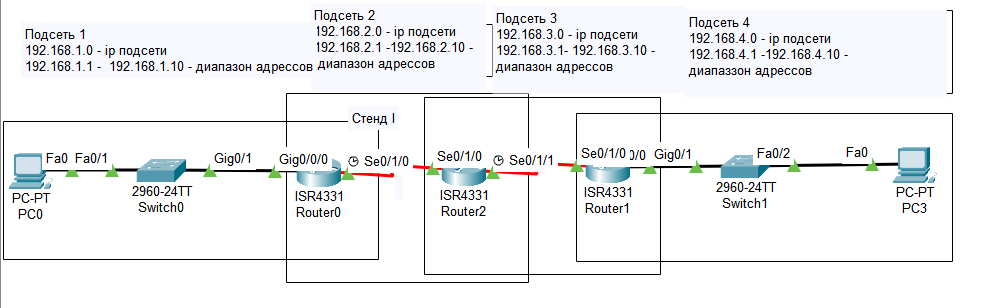 Подсеть 1
192.168.1.0 - ip подсети
192.168.1.1 - 192.168.1.10 - диапазон адрессов
Подсеть 2
192.168.2.0 - ip подсети
192.168.2.1 -192.168.2.10 -
диапазон адрессов
Подсеть 3
192.168.3.0 - ip подсети
192.168.3.1- 192.168.3.10 -
диапазон адрессов
Подсеть 4
192.168.4.0 - ip подсети
192.168.4.1 -192.168.4.10 -
диапаззон адрессов
Стенд I
Fa0
Fa0/1
Gig0/1
Gig0/0/0
Se0/1/0
Se0/1/0
Se0/1/1
Se0/1/0
0/0
Gig0/1
Fa0/2
Fa0
PC-PT
PC0
2960-24TT
Switch0
ISR4331
Router0
ISR4331
Router2
ISR4331
Router1
2960-24TT
Switch1
PC-PT
PC3